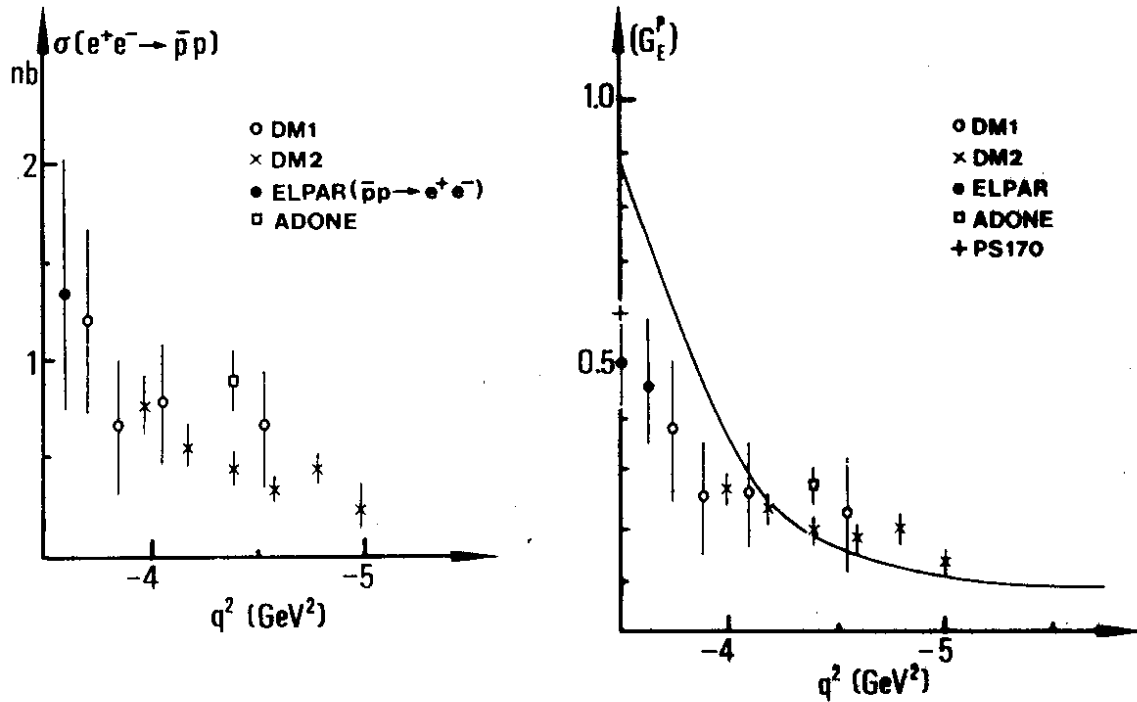 σ(e⁺e⁻→ p̄p)
nb
○ DM1
× DM2
● ELPAR(p̄p→e⁺e⁻)
□ ADONE
2
1
-4 -5
q² (GeV²)
(G_E^P)
1.0
○ DM1
× DM2
● ELPAR
□ ADONE
+ PS170
0.5
-4 -5
q² (GeV²)